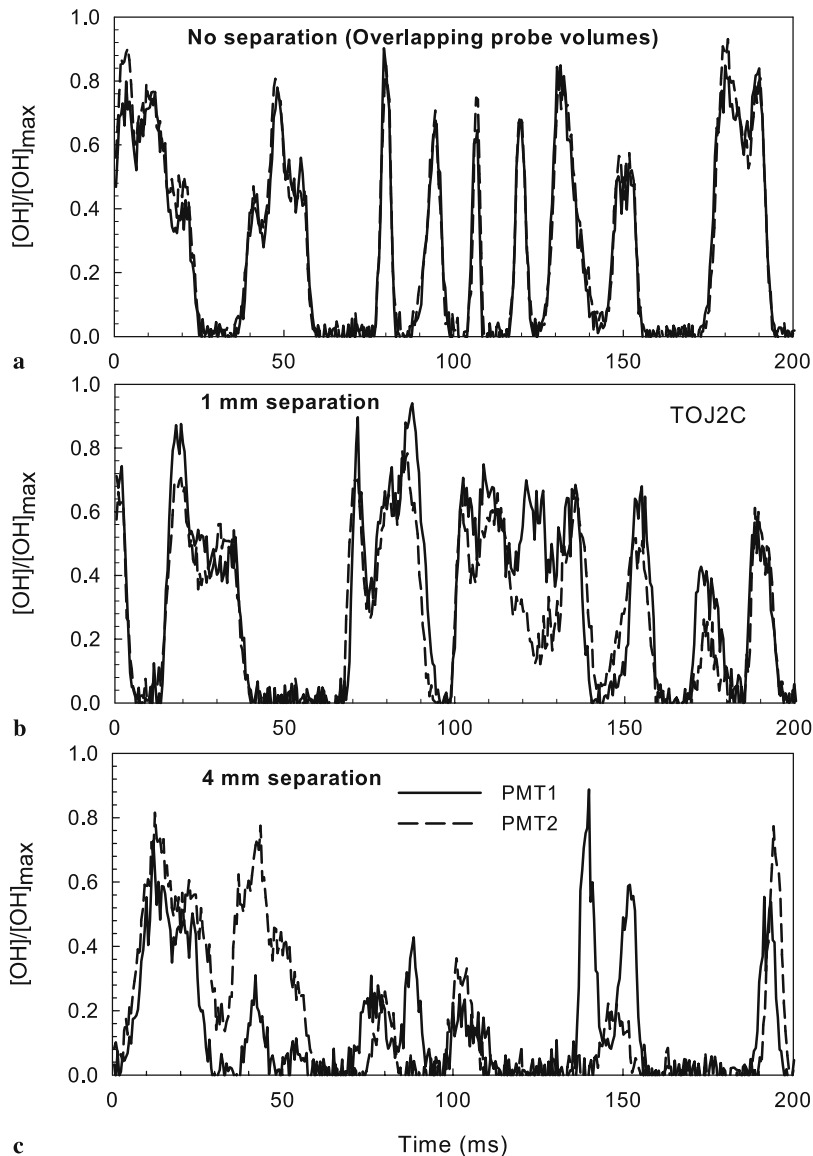 No separation (Overlapping probe volumes)
[OH]/[OH]max
1.0
0.8
0.6
0.4
0.2
0.0
0 50 100 150 200
a
1 mm separation
TOJ2C
[OH]/[OH]max
1.0
0.8
0.6
0.4
0.2
0.0
0 50 100 150 200
b
4 mm separation
PMT1
PMT2
[OH]/[OH]max
1.0
0.8
0.6
0.4
0.2
0.0
0 50 100 150 200
c
Time (ms)